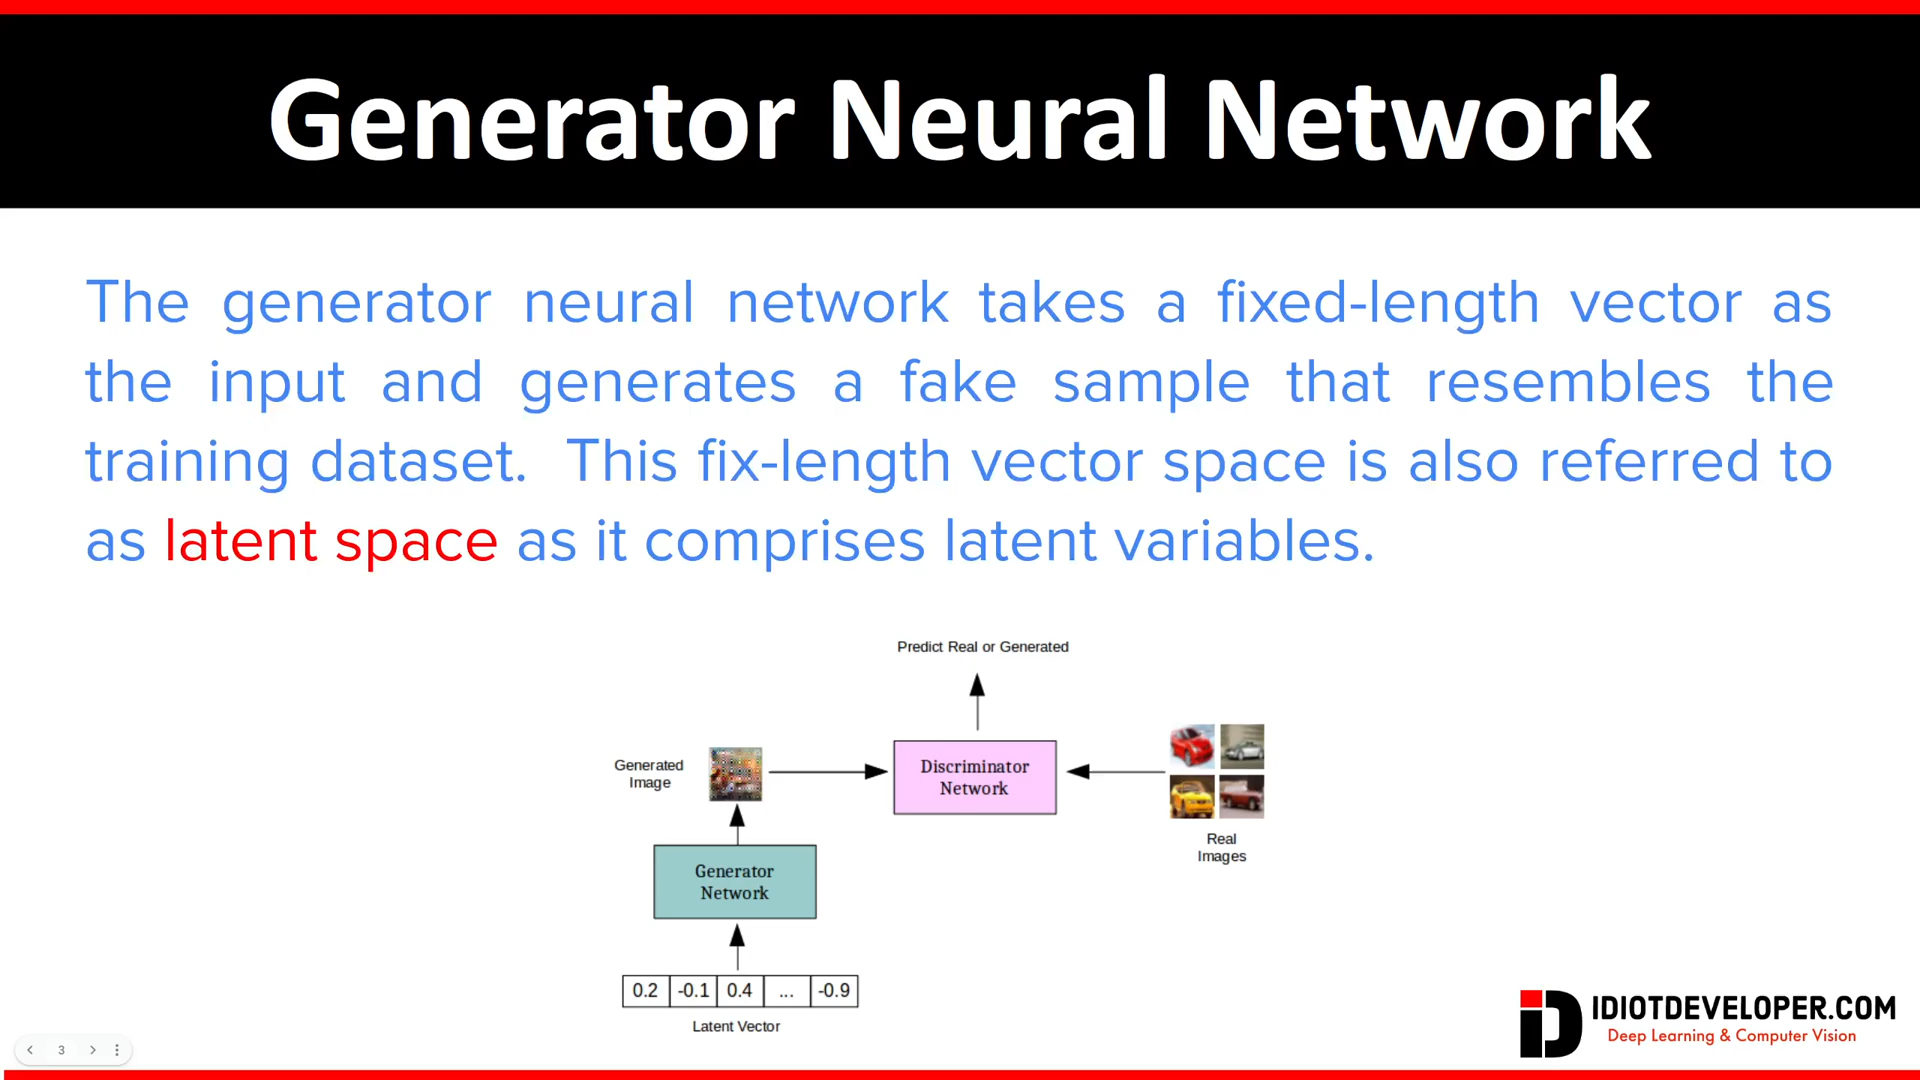 Generator Neural Network
The generator neural network takes a fixed-length vector as
the input and generates a fake sample that resembles the
training dataset. This fix-length vector space is also referred to
as latent space as it comprises latent variables.
Predict Real or Generated
Generated
Image
Discriminator
Network
Real
Images
Generator
Network
0.2 -0.1 0.4 ... -0.9
Latent Vector
3
iD IDIOTDEVELOPER.COM
Deep Learning & Computer Vision